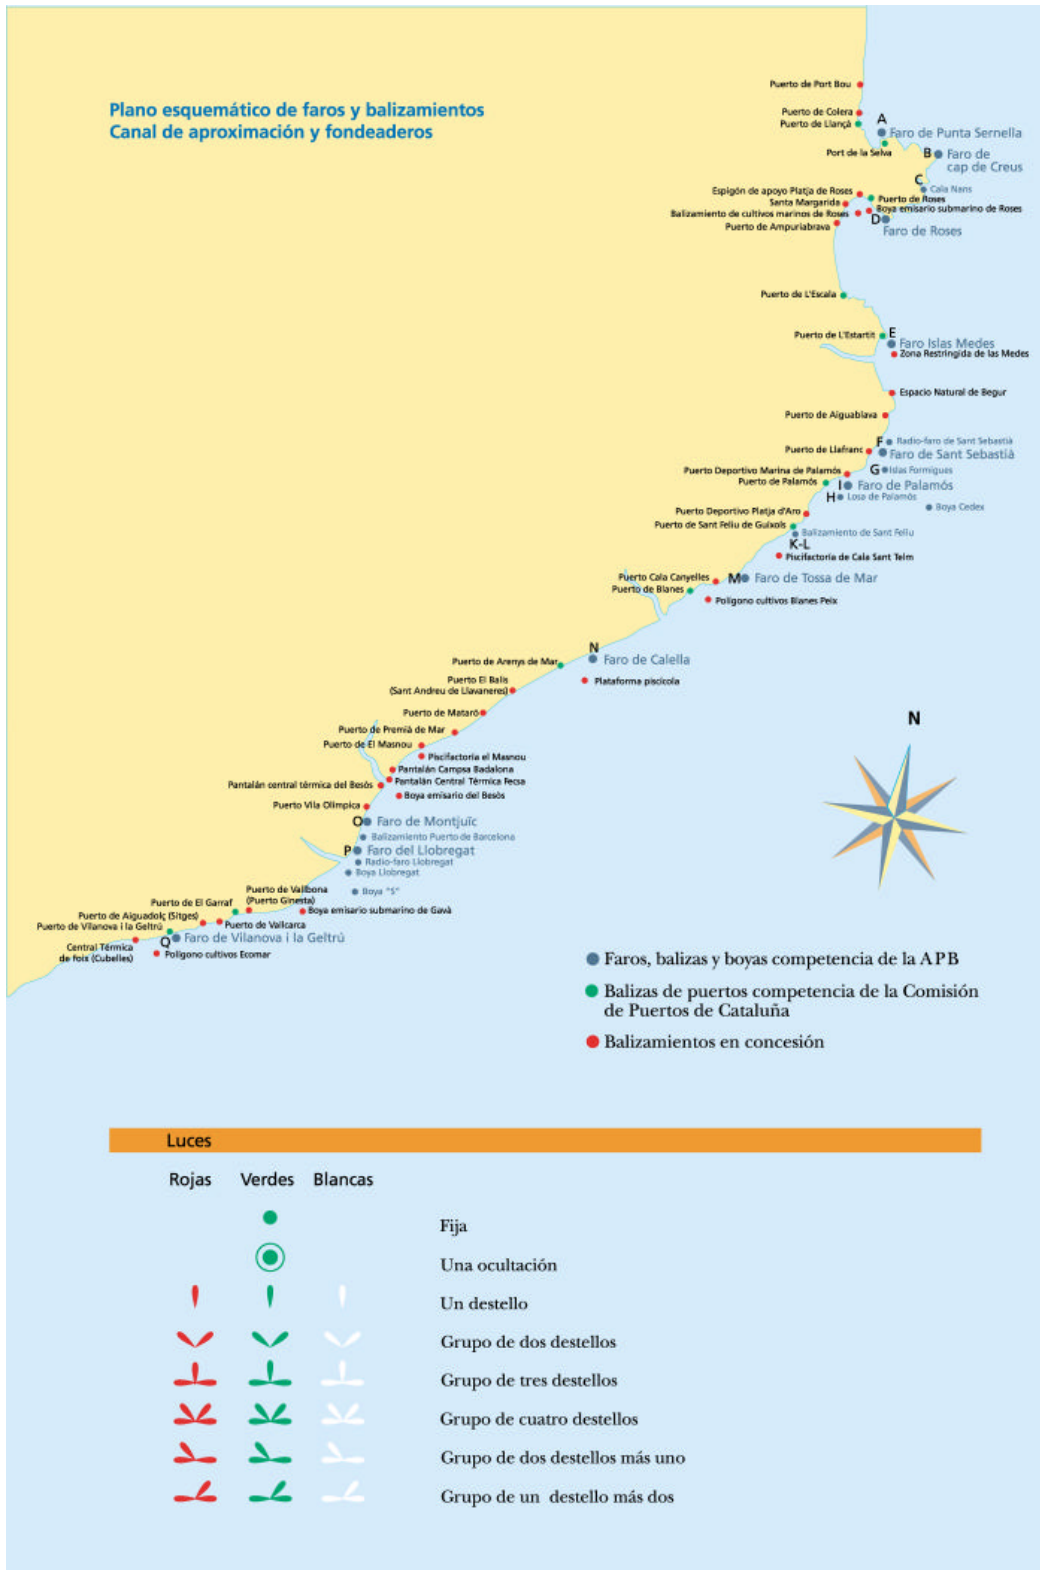 Plano esquemático de faros y balizamientos
Canal de aproximación y fondeaderos
Puerto de Port Bou
Puerto de Colera
Puerto de Llançà
A
Faro de Punta Sernella
Port de la Selva
B
Faro de
cap de Creus
C
Cala Nans
Espigón de apoyo Platja de Roses
Puerto de Roses
Santa Margarida
Boya emisario submarino de Roses
Balizamiento de cultivos marinos de Roses
D
Puerto de Ampuriabrava
Faro de Roses
Puerto de L'Escala
Puerto de L'Estartit
E
Faro Islas Medes
Zona Restringida de las Medes
Espacio Natural de Begur
Puerto de Aiguablava
F
Radio-faro de Sant Sebastià
Puerto de Llafranc
Faro de Sant Sebastià
G
Islas Formigues
Puerto Deportivo Marina de Palamós
Puerto de Palamós
I
Faro de Palamós
H
Losa de Palamós
Boya Cedex
Puerto Deportivo Platja d'Aro
Puerto de Sant Feliu de Guíxols
Balizamiento de Sant Feliu
K-L
Piscifactoria de Cala Sant Telm
Puerto Cala Canyelles
M
Faro de Tossa de Mar
Puerto de Blanes
Polígono cultivos Blanes Peix
N
Faro de Calella
Puerto de Arenys de Mar
Plataforma piscícola
Puerto El Balis
(Sant Andreu de Llavaneres)
Puerto de Mataró
Puerto de Premià de Mar
Puerto de El Masnou
Piscifactoria el Masnou
Pantalán Campsa Badalona
Pantalán Central Térmica Fecsa
Pantalán central térmica del Besòs
Boya emisario del Besòs
Puerto Vila Olímpica
O
Faro de Montjuïc
Balizamiento Puerto de Barcelona
P
Faro del Llobregat
Radio-faro Llobregat
Boya Llobregat
Boya "S"
Puerto de Vallbona
(Puerto Ginesta)
Puerto de El Garraf
Boya emisario submarino de Gavà
Puerto de Aiguadolç (Sitges)
Puerto de Vallcarca
Puerto de Vilanova i la Geltrú
Q
Faro de Vilanova i la Geltrú
Central Térmica
de foix (Cubelles)
Polígono cultivos Ecomar
N
Faros, balizas y boyas competencia de la APB
Balizas de puertos competencia de la Comisión
de Puertos de Cataluña
Balizamientos en concesión
Luces
Rojas Verdes Blancas
Fija
Una ocultación
Un destello
Grupo de dos destellos
Grupo de tres destellos
Grupo de cuatro destellos
Grupo de dos destellos más uno
Grupo de un destello más dos